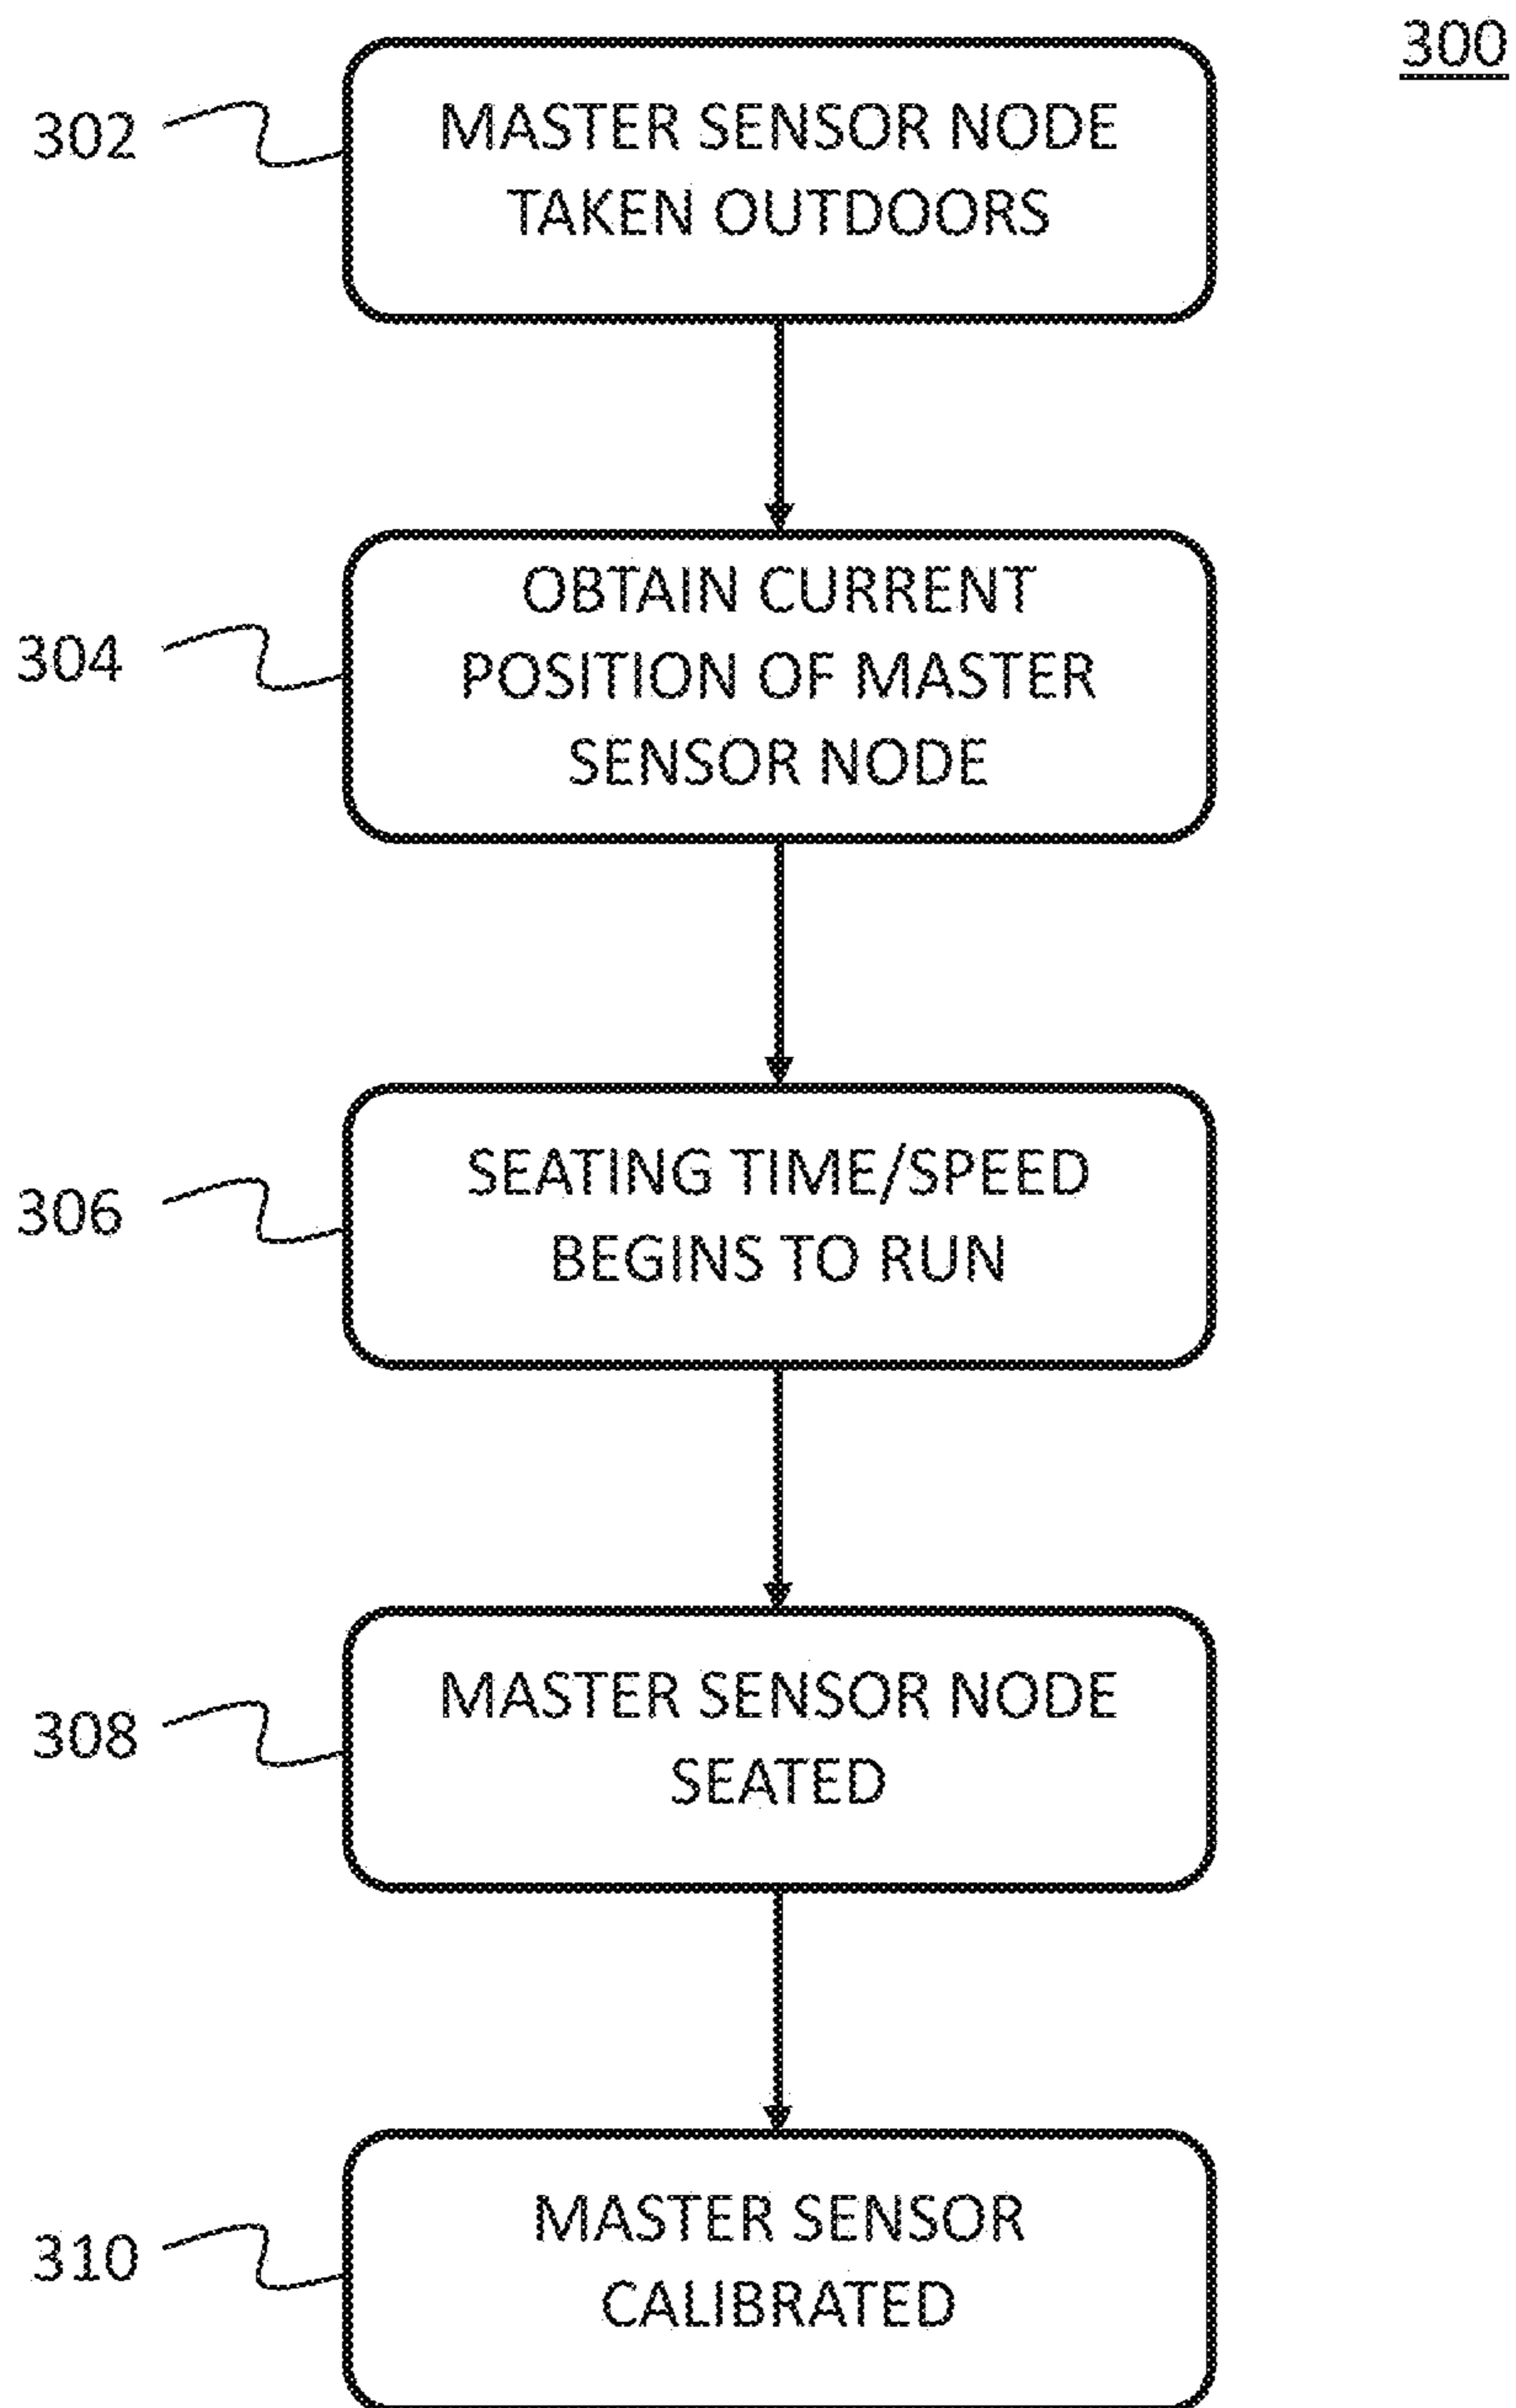 300
302
MASTER SENSOR NODE
TAKEN OUTDOORS
304
OBTAIN CURRENT
POSITION OF MASTER
SENSOR NODE
306
SEATING TIME/SPEED
BEGINS TO RUN
308
MASTER SENSOR NODE
SEATED
310
MASTER SENSOR
CALIBRATED